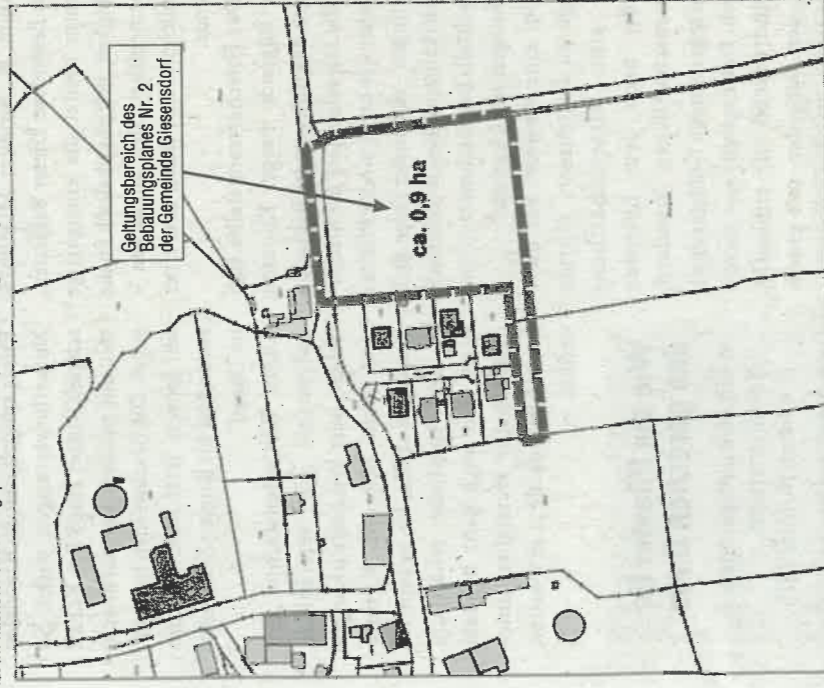 Geltungsbereich des
Bebauungsplanes Nr. 2
der Gemeinde Giesensdorf
ca. 0,9 ha